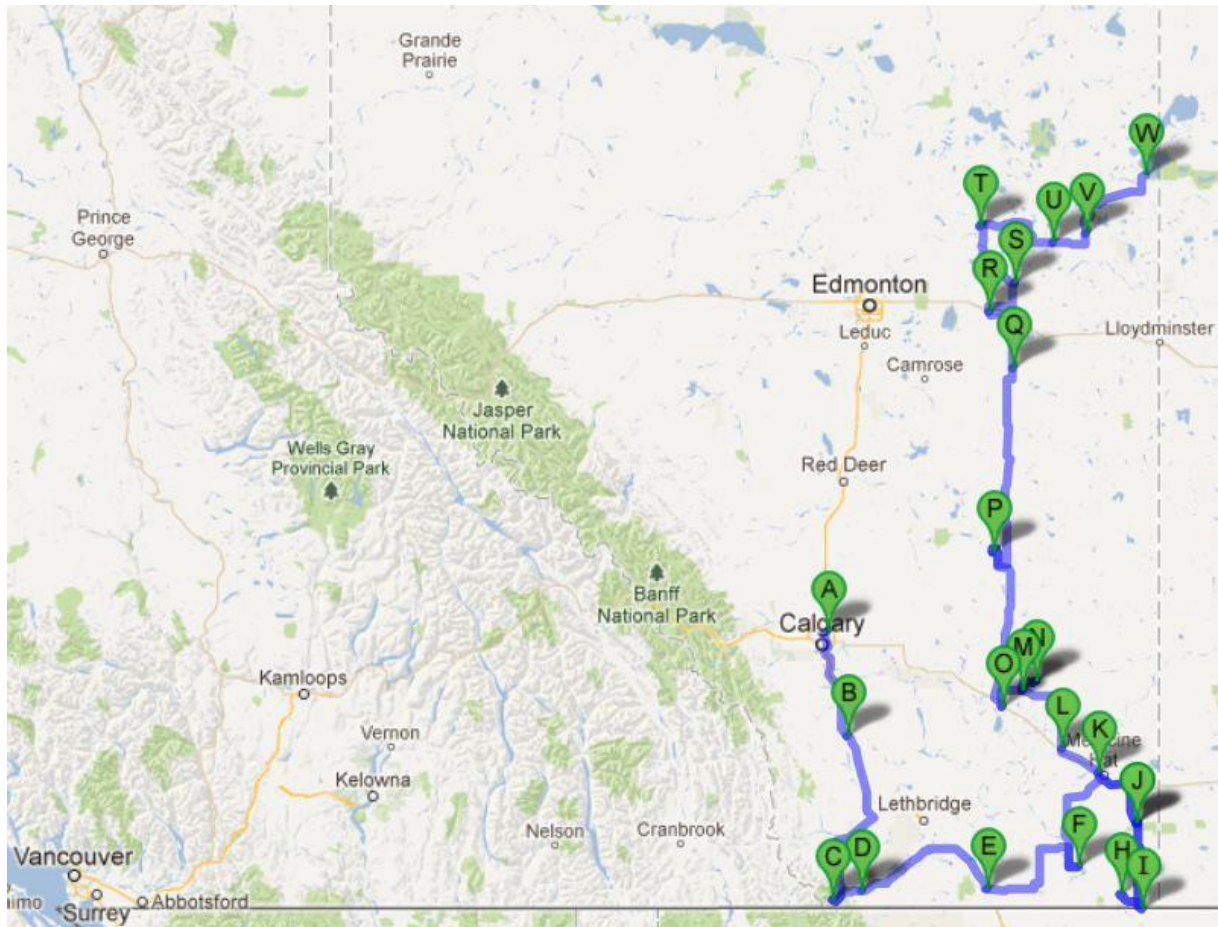 Grande
Prairie
W
T
U
V
S
Prince
George
R
Edmonton
Q
Leduc
Lloydminster
Camrose
Jasper
National Park
Wells Gray
Provincial Park
Red Deer
P
Banff
National Park
A
Calgary
M
N
O
Kamloops
B
L
K
Vernon
Kelowna
Lethbridge
J
Nelson
Cranbrook
F
Vancouver
C
D
E
H
I
Abbotsford
Surrey